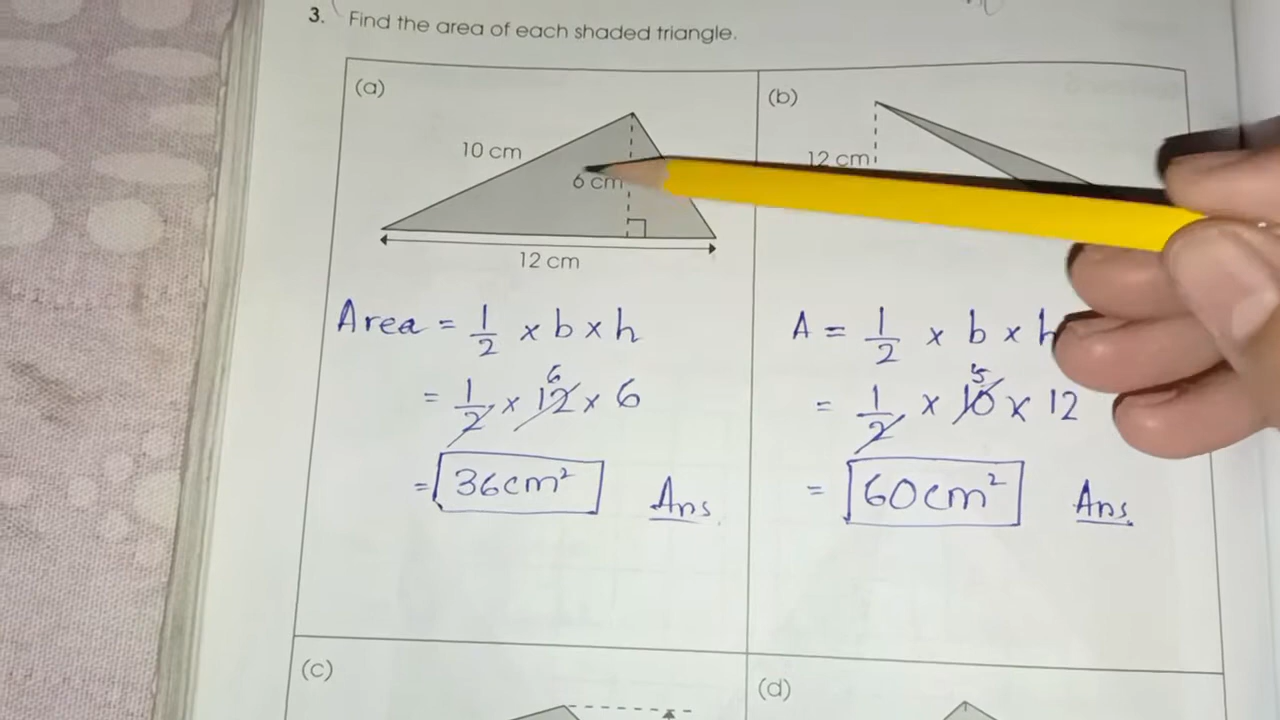 3. Find the area of each shaded triangle.
(a)
10 cm
6 cm
12 cm
Area = 1/2 × b × h
= 1/2 × 12 × 6
6
= 36cm²
Ans
(b)
12 cm
A = 1/2 × b × h
= 1/2 × 10 × 12
5
= 60cm²
Ans
(c)
(d)